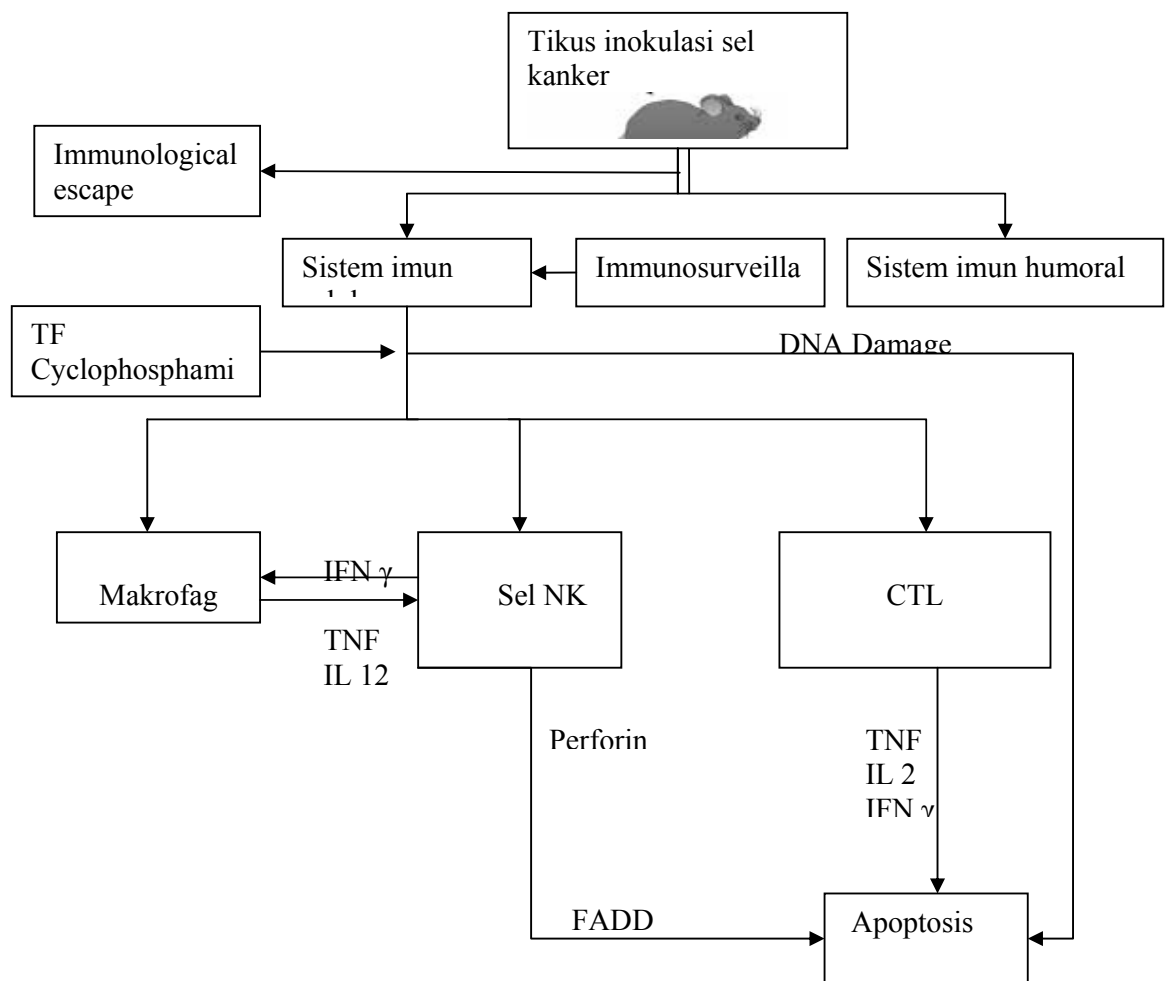 Tikus inokulasi sel
kanker
Immunological
escape
Sistem imun
Immunosurveilla
Sistem imun humoral
TF
Cyclophosphami
DNA Damage
Makrofag
IFN γ
Sel NK
CTL
TNF
IL 12
Perforin
TNF
IL 2
IFN γ
FADD
Apoptosis